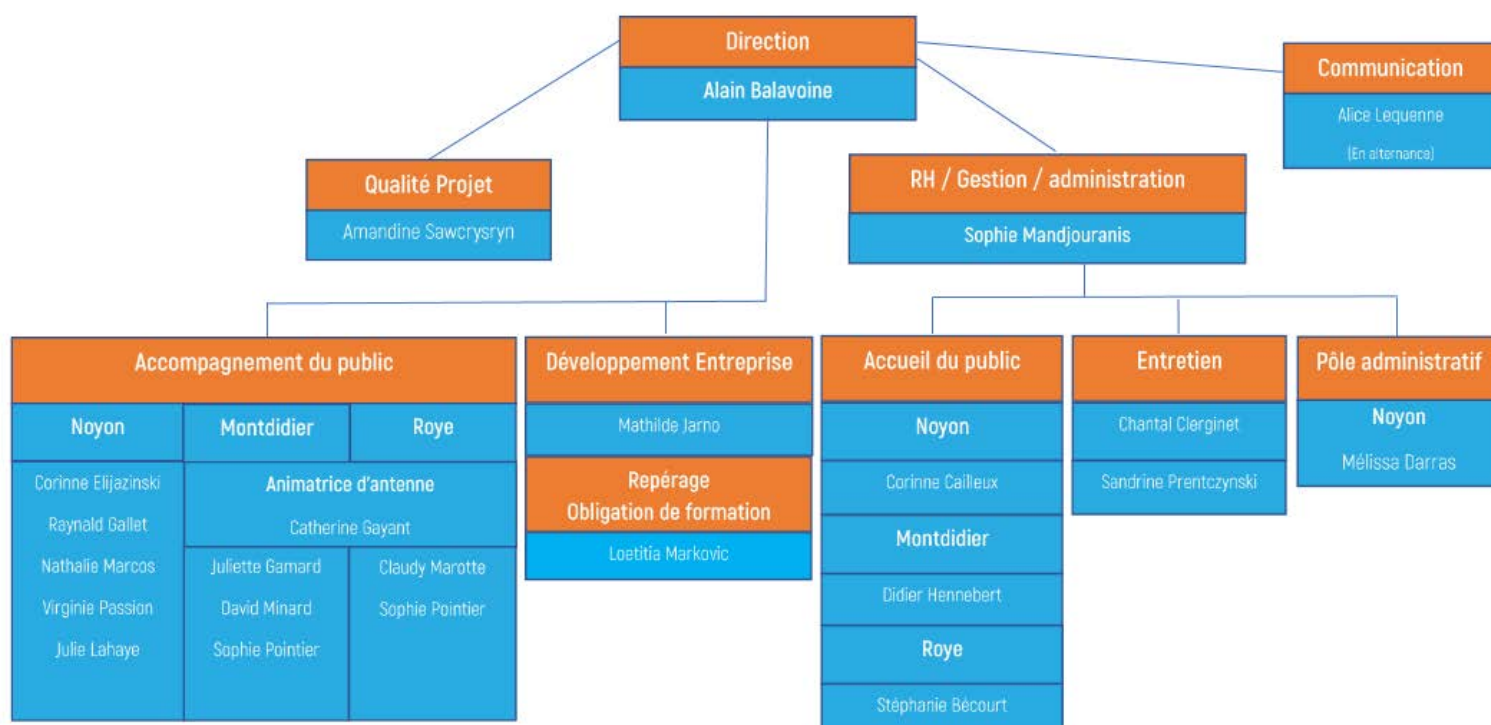 Direction
Alain Balavoine
Communication
Alice Lequenne
(En alternance)
Qualité Projet
Amandine Sawcrysryn
RH / Gestion / administration
Sophie Mandjouranis
Accompagnement du public
Noyon
Montdidier
Roye
Corinne Elijazinski
Raynald Gallet
Nathalie Marcos
Virginie Passion
Julie Lahaye
Animatrice d'antenne
Catherine Gayant
Juliette Gamard
David Minard
Sophie Pointier
Claudy Marotte
Sophie Pointier
Développement Entreprise
Mathilde Jarno
Repérage
Obligation de formation
Loetitia Markovic
Accueil du public
Noyon
Corinne Cailleux
Montdidier
Didier Hennebert
Roye
Stéphanie Bécourt
Entretien
Chantal Clerginet
Sandrine Prentczynski
Pôle administratif
Noyon
Mélissa Darras